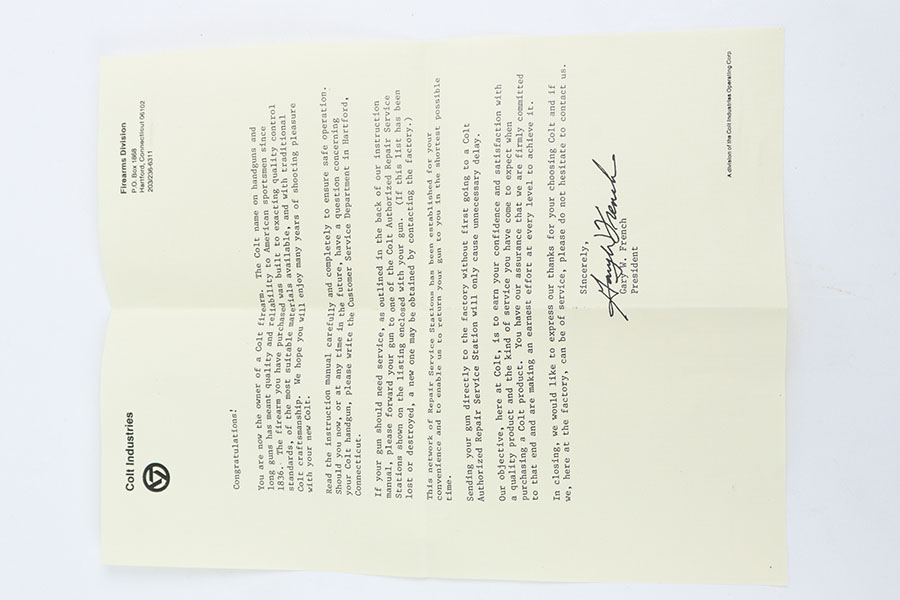 Colt Industries
Firearms Division
P.O. Box 1868
Hartford, Connecticut 06102
203/236-6311
Congratulations!
You are now the owner of a Colt firearm. The Colt name on handguns and
long guns has meant quality and reliability to American sportsmen since
1836. The firearm you have purchased was built to exacting quality control
standards, of the most suitable materials available, and with traditional
Colt craftsmanship. We hope you will enjoy many years of shooting pleasure
with your new Colt.
Read the instruction manual carefully and completely to ensure safe operation.
Should you now, or at any time in the future, have a question concerning
your Colt handgun, please write the Customer Service Department in Hartford,
Connecticut.
If your gun should need service, as outlined in the back of our instruction
manual, please forward your gun to one of the Colt Authorized Repair Service
Stations shown on the listing enclosed with your gun. (If this list has been
lost or destroyed, a new one may be obtained by contacting the factory.)
This network of Repair Service Stations has been established for your
convenience and to enable us to return your gun to you in the shortest possible
time.
Sending your gun directly to the factory without first going to a Colt
Authorized Repair Service Station will only cause unnecessary delay.
Our objective, here at Colt, is to earn your confidence and satisfaction with
a quality product and the kind of service you have come to expect when
purchasing a Colt product. You have our assurance that we are firmly committed
to that end and are making an earnest effort at every level to achieve it.
In closing, we would like to express our thanks for your choosing Colt and if
we, here at the factory, can be of service, please do not hesitate to contact us.
Sincerely,
Gary W. French
Gary W. French
President
A division of the Colt Industries Operating Corp.